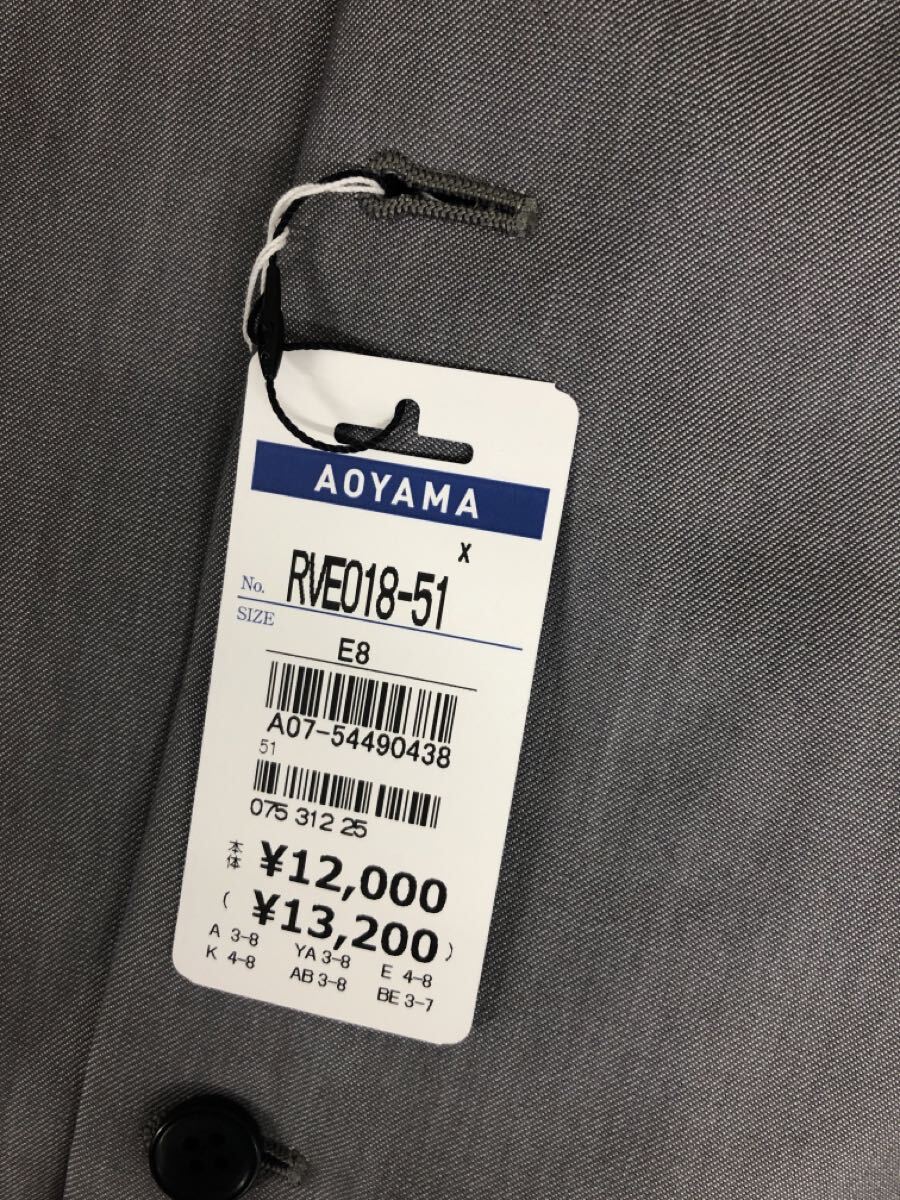 AOYAMA
X
No. RVE018-51
SIZE
E8
A07-54490438
51
075 312 25
本体 ¥12,000
( ¥13,200 )
A 3-8 YA 3-8 E 4-8
K 4-8 AB 3-8 BE 3-7